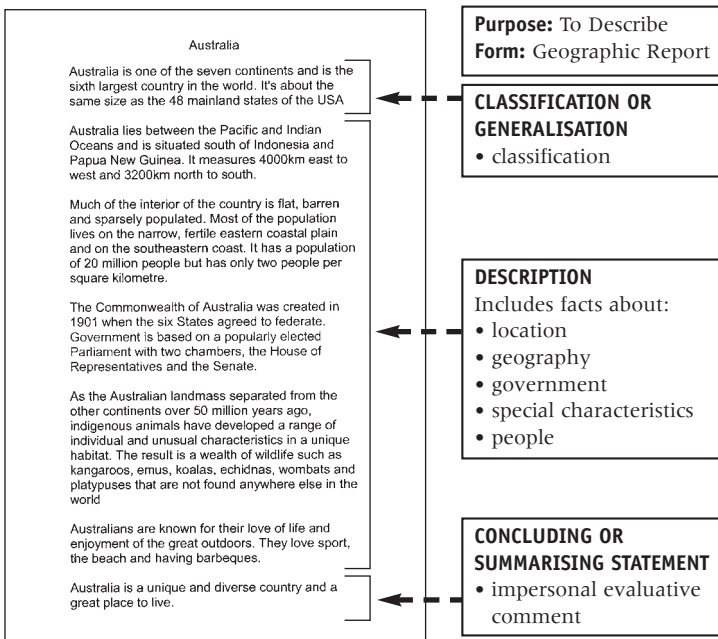 Australia
Australia is one of the seven continents and is the
sixth largest country in the world. It's about the
same size as the 48 mainland states of the USA
Australia lies between the Pacific and Indian
Oceans and is situated south of Indonesia and
Papua New Guinea. It measures 4000km east to
west and 3200km north to south.
Much of the interior of the country is flat, barren
and sparsely populated. Most of the population
lives on the narrow, fertile eastern coastal plain
and on the southeastern coast. It has a population
of 20 million people but has only two people per
square kilometre.
The Commonwealth of Australia was created in
1901 when the six States agreed to federate.
Government is based on a popularly elected
Parliament with two chambers, the House of
Representatives and the Senate.
As the Australian landmass separated from the
other continents over 50 million years ago,
indigenous animals have developed a range of
individual and unusual characteristics in a unique
habitat. The result is a wealth of wildlife such as
kangaroos, emus, koalas, echidnas, wombats and
platypuses that are not found anywhere else in the
world
Australians are known for their love of life and
enjoyment of the great outdoors. They love sport,
the beach and having barbeques.
Australia is a unique and diverse country and a
great place to live.
Purpose: To Describe
Form: Geographic Report
CLASSIFICATION OR
GENERALISATION
• classification
DESCRIPTION
Includes facts about:
• location
• geography
• government
• special characteristics
• people
CONCLUDING OR
SUMMARISING STATEMENT
• impersonal evaluative
comment